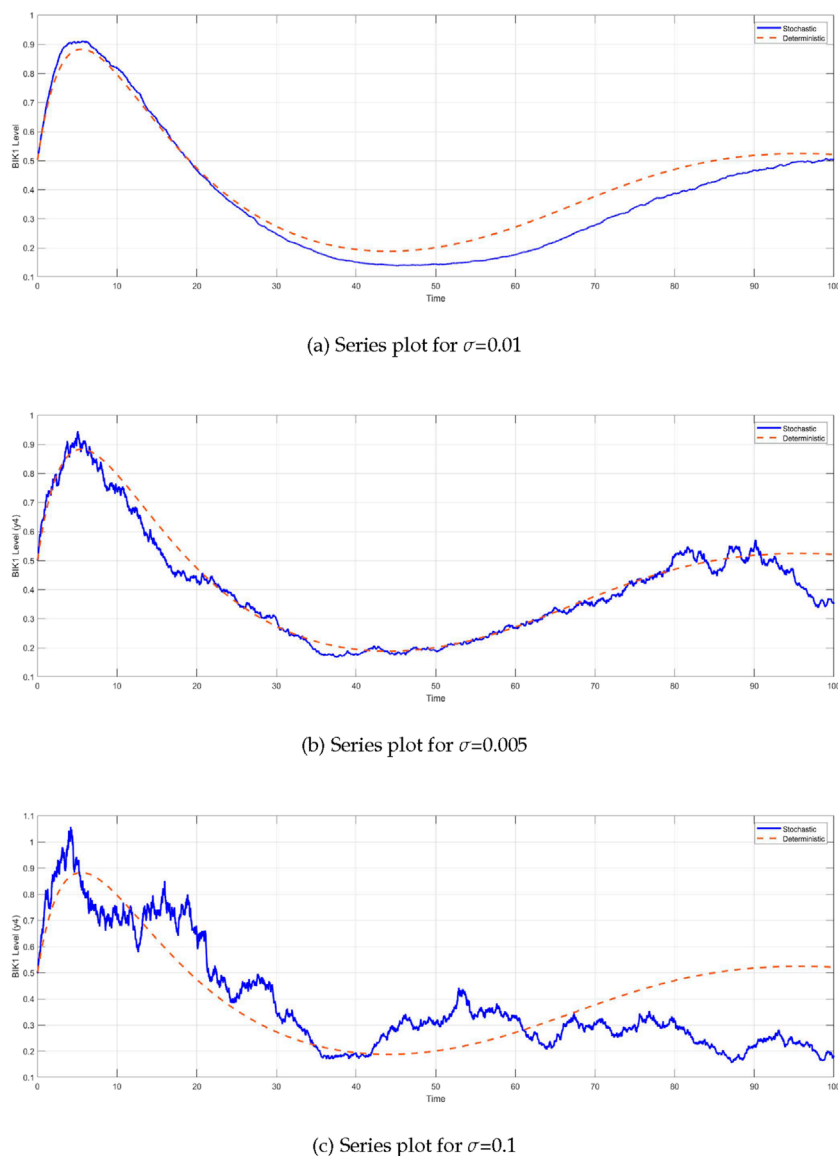 1
0.9
0.8
0.7
0.6
0.5
0.4
0.3
0.2
0.1
BIK1 Level
Stochastic
Deterministic
0 10 20 30 40 50 60 70 80 90 100
Time
(a) Series plot for σ=0.01
1
0.9
0.8
0.7
0.6
0.5
0.4
0.3
0.2
0.1
BIK1 Level (y4)
Stochastic
Deterministic
0 10 20 30 40 50 60 70 80 90 100
Time
(b) Series plot for σ=0.005
1.1
1
0.9
0.8
0.7
0.6
0.5
0.4
0.3
0.2
0.1
BIK1 Level (y4)
Stochastic
Deterministic
0 10 20 30 40 50 60 70 80 90 100
Time
(c) Series plot for σ=0.1